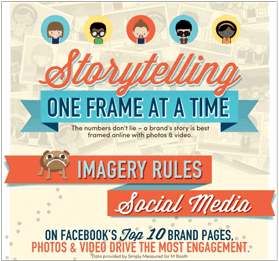 Storytelling
ONE FRAME AT A TIME
The numbers don't lie – a brand's story is best
framed online with photos & video.
IMAGERY RULES
Social Media
ON FACEBOOK'S Top 10 BRAND PAGES,
PHOTOS & VIDEO DRIVE THE MOST ENGAGEMENT.
*Data provided by Simply Measured for M Booth